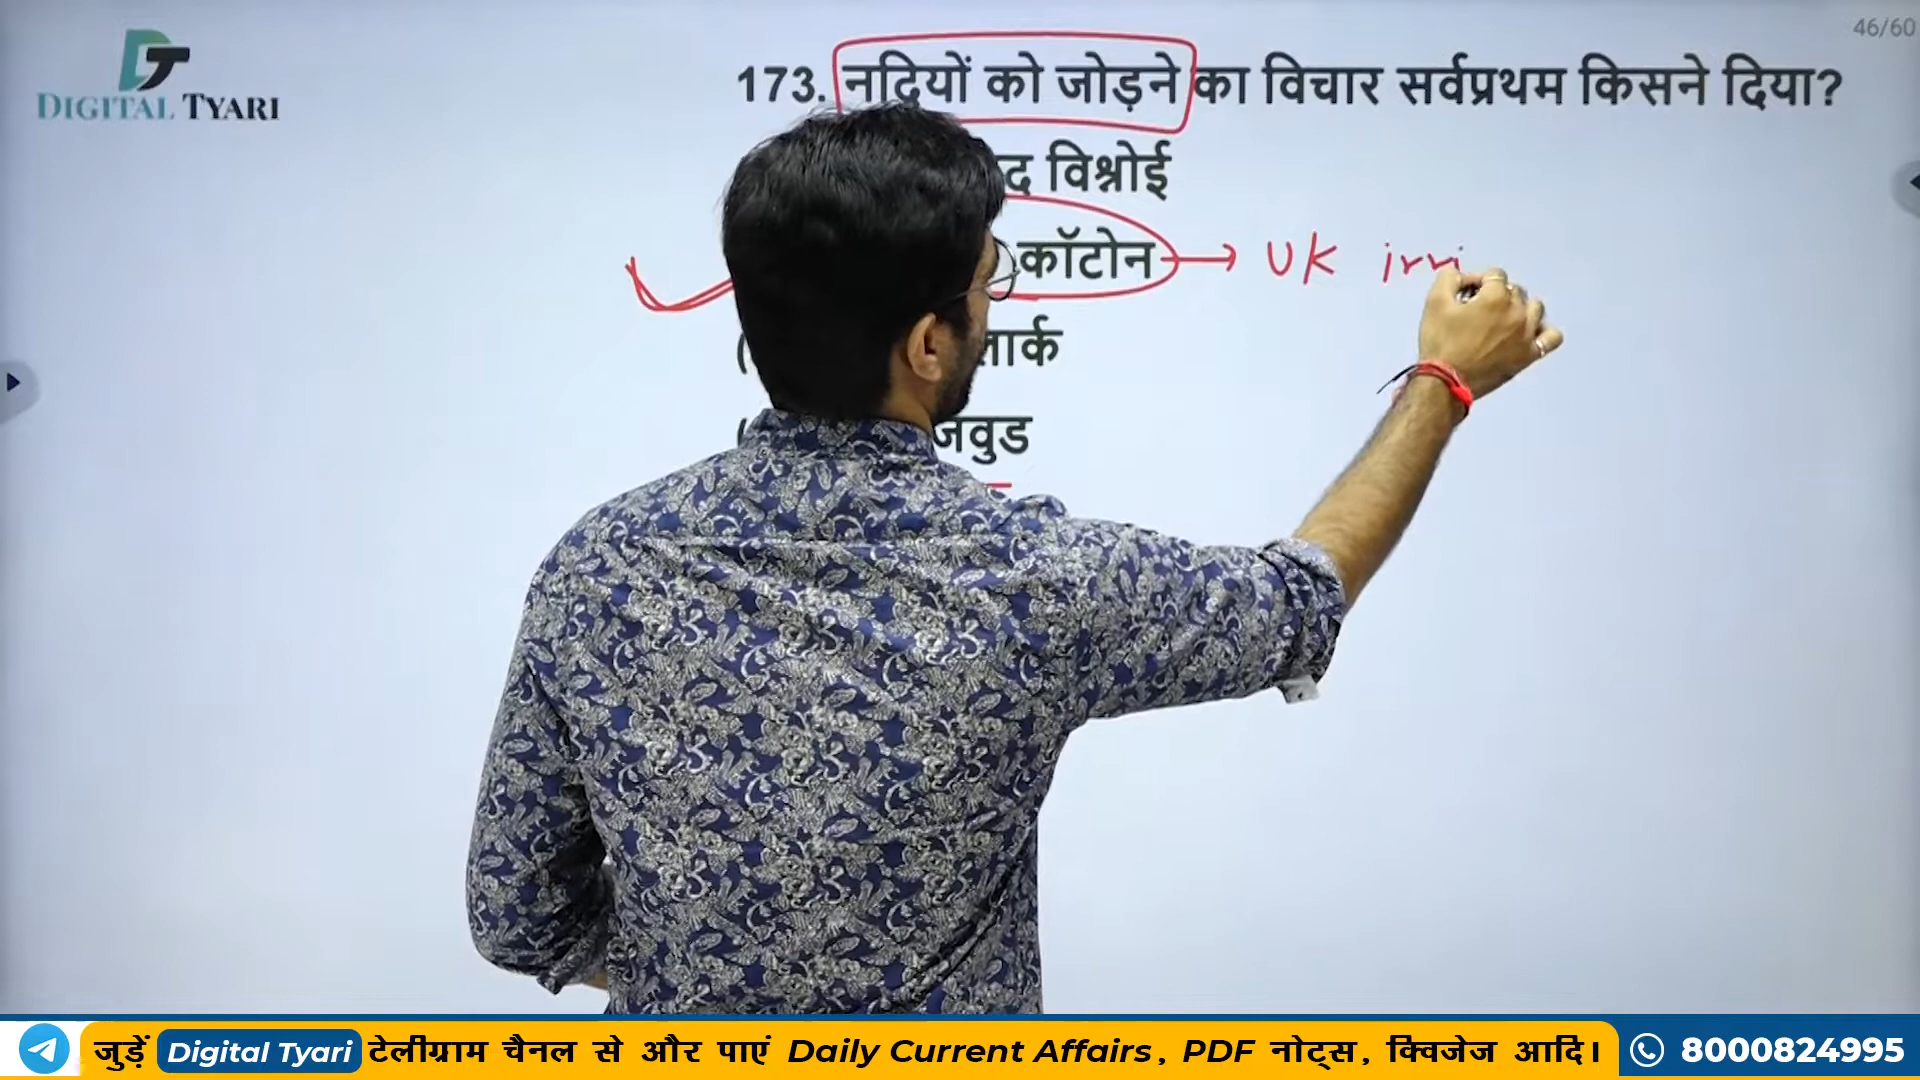 46/60
DIGITAL TYARI
173. नदियों को जोड़ने का विचार सर्वप्रथम किसने दिया?
विश्नोई
कॉटोन → UK irri
जुड़ें Digital Tyari टेलीग्राम चैनल से और पाएं Daily Current Affairs, PDF नोट्स, क्विजेज आदि। 8000824995